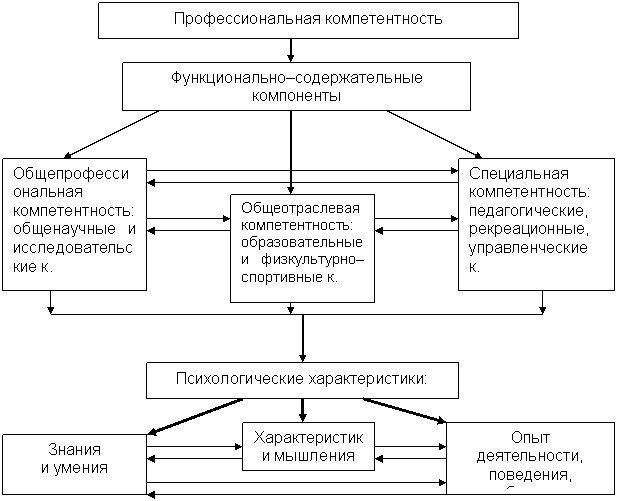 Профессиональная компетентность
Функционально–содержательные
компоненты
Общепрофесси
ональная
компетентность:
общенаучные и
исследовательс
кие к.
Общеотраслевая
компетентность:
образовательные
и физкультурно–
спортивные к.
Специальная
компетентность:
педагогические,
рекреационные,
управленческие
к.
Психологические характеристики:
Знания
и умения
Характеристик
и мышления
Опыт
деятельности,
поведения,